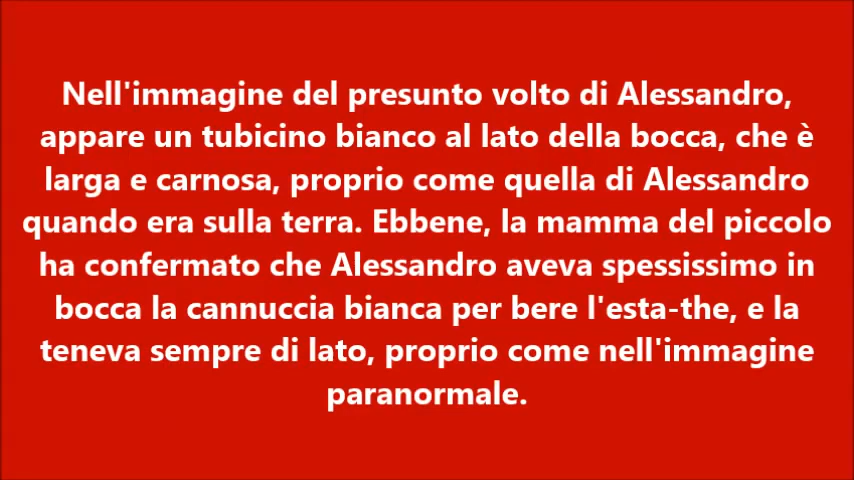 Nell'immagine del presunto volto di Alessandro,
appare un tubicino bianco al lato della bocca, che è
larga e carnosa, proprio come quella di Alessandro
quando era sulla terra. Ebbene, la mamma del piccolo
ha confermato che Alessandro aveva spessissimo in
bocca la cannuccia bianca per bere l'esta-the, e la
teneva sempre di lato, proprio come nell'immagine
paranormale.